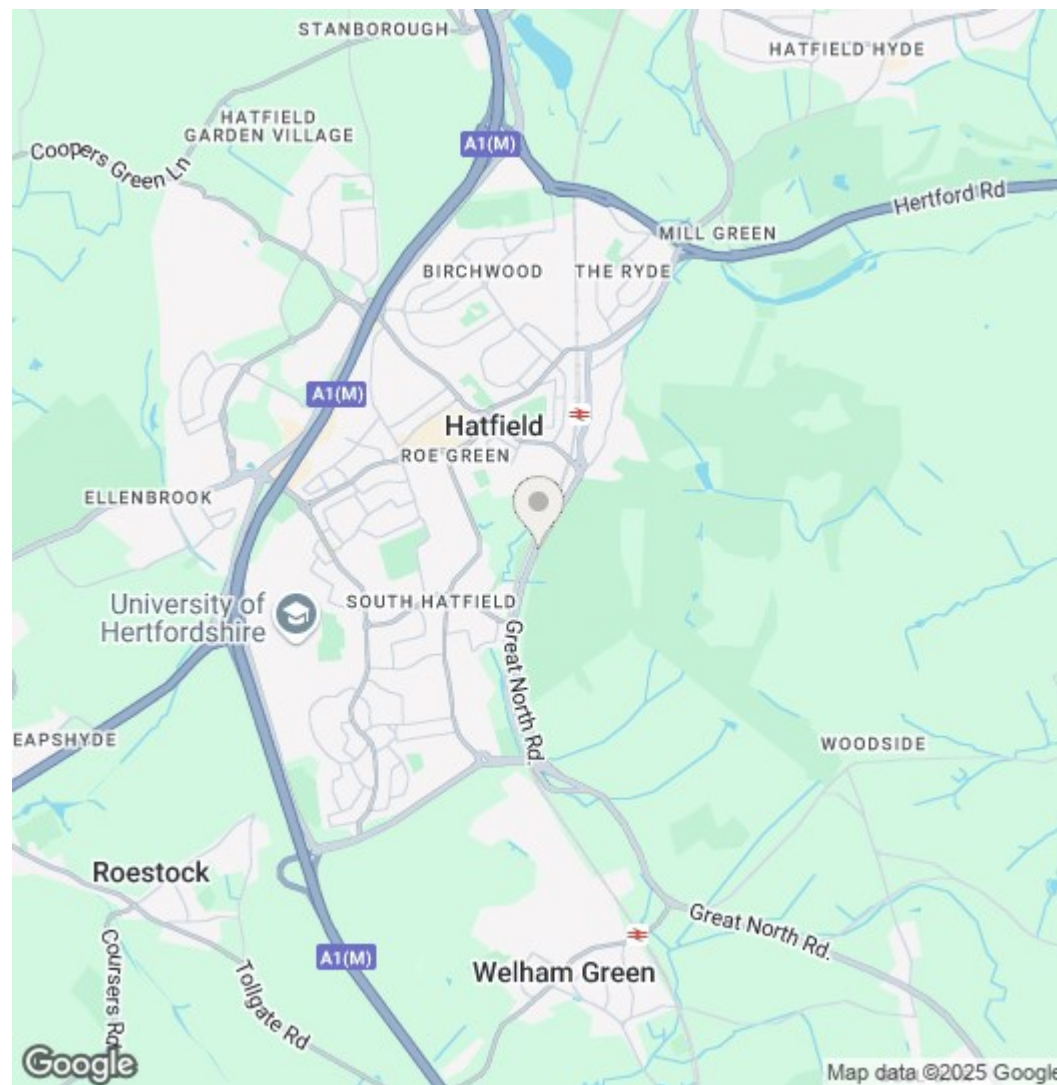 STANBOROUGH
HATFIELD HYDE
HATFIELD
GARDEN VILLAGE
A1(M)
Coopers Green Ln
Hertford Rd
MILL GREEN
BIRCHWOOD
THE RYDE
A1(M)
Hatfield
ROE GREEN
ELLENBROOK
University of
Hertfordshire
SOUTH HATFIELD
Great North Rd.
EAPSHYDE
WOODSIDE
Roestock
Great North Rd.
A1(M)
Welham Green
Coursers Rd
Tollgate Rd
Google
Map data ©2025 Google